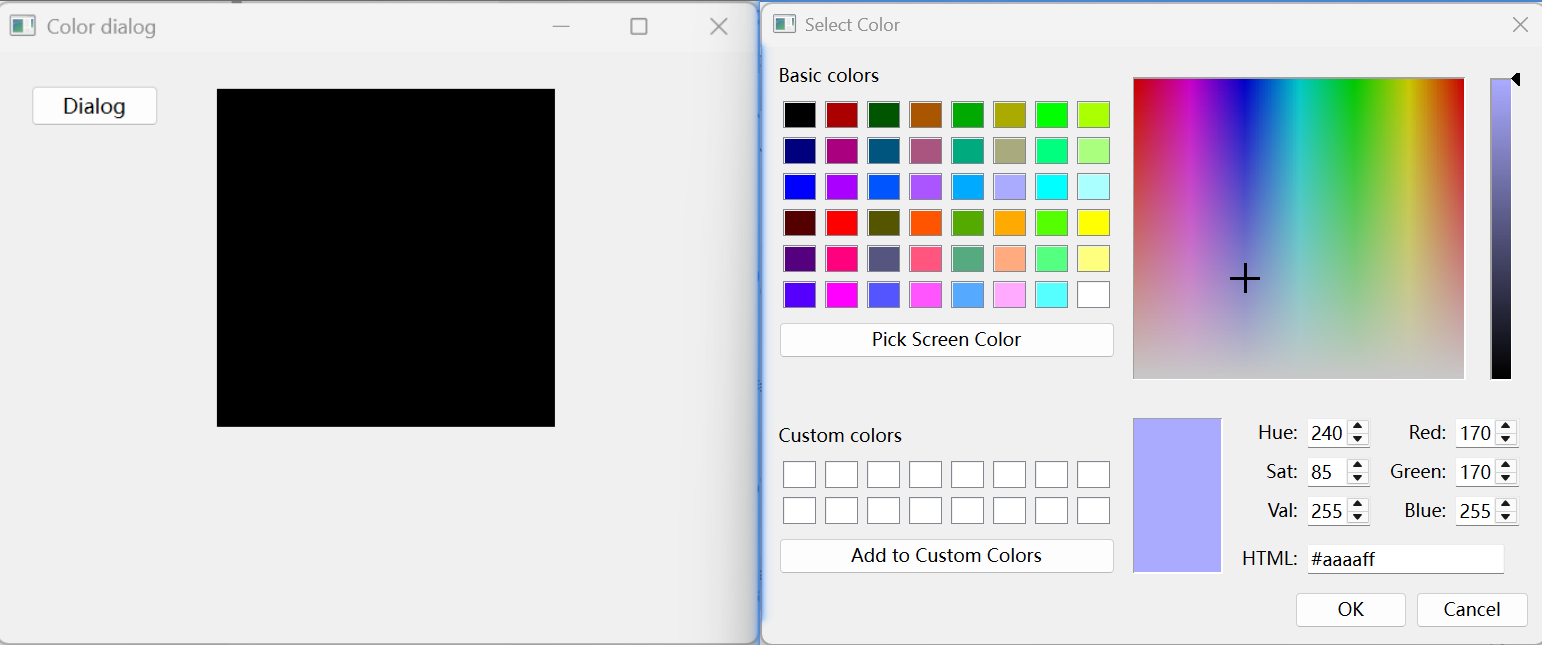 Color dialog
Dialog
Select Color
Basic colors
Pick Screen Color
Custom colors
Add to Custom Colors
Hue: 240 Red: 170
Sat: 85 Green: 170
Val: 255 Blue: 255
HTML: #aaaaff
OK Cancel